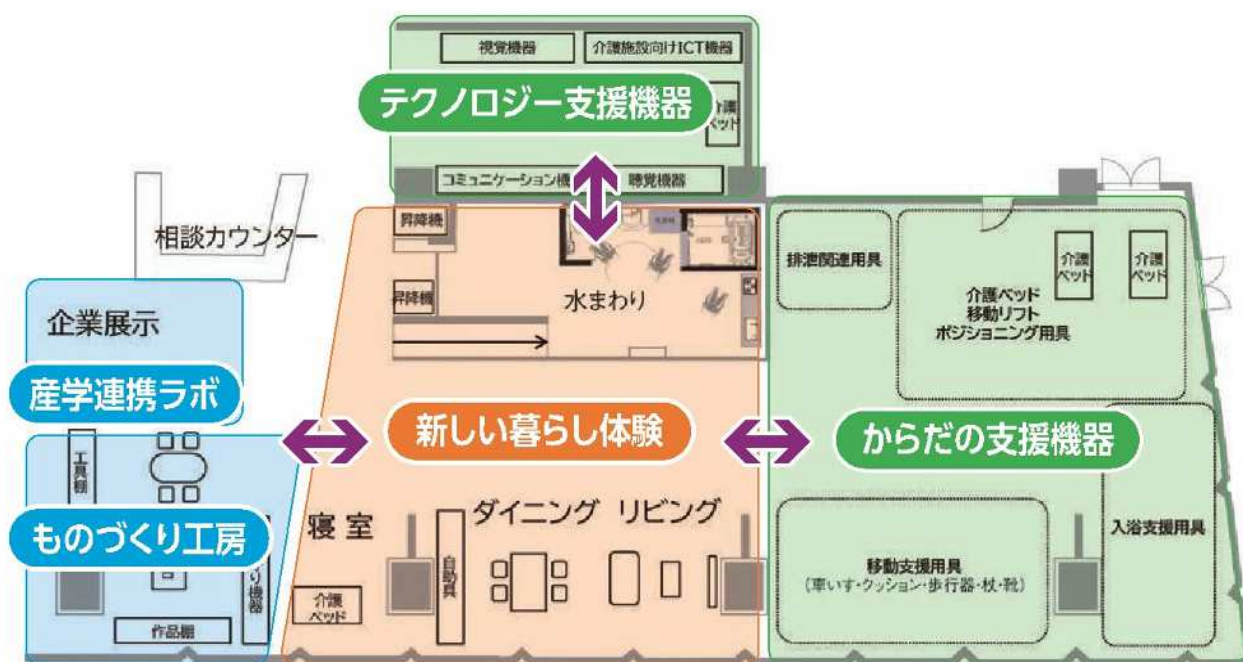 視覚機器
介護施設向けICT機器
テクノロジー支援機器
介護
ベッド
コミュニケーション機
聴覚機器
相談カウンター
昇降機
昇降機
水まわり
排泄関連用具
介護
ベッド
介護
ベッド
介護ベッド
移動リフト
ポジショニング用具
企業展示
産学連携ラボ
新しい暮らし体験
からだの支援機器
工具棚
ものづくり工房
寝室
ダイニング リビング
自助具
介護
ベッド
り機器
作品棚
移動支援用具
(車いす・クッション・歩行器・杖・靴)
入浴支援用具